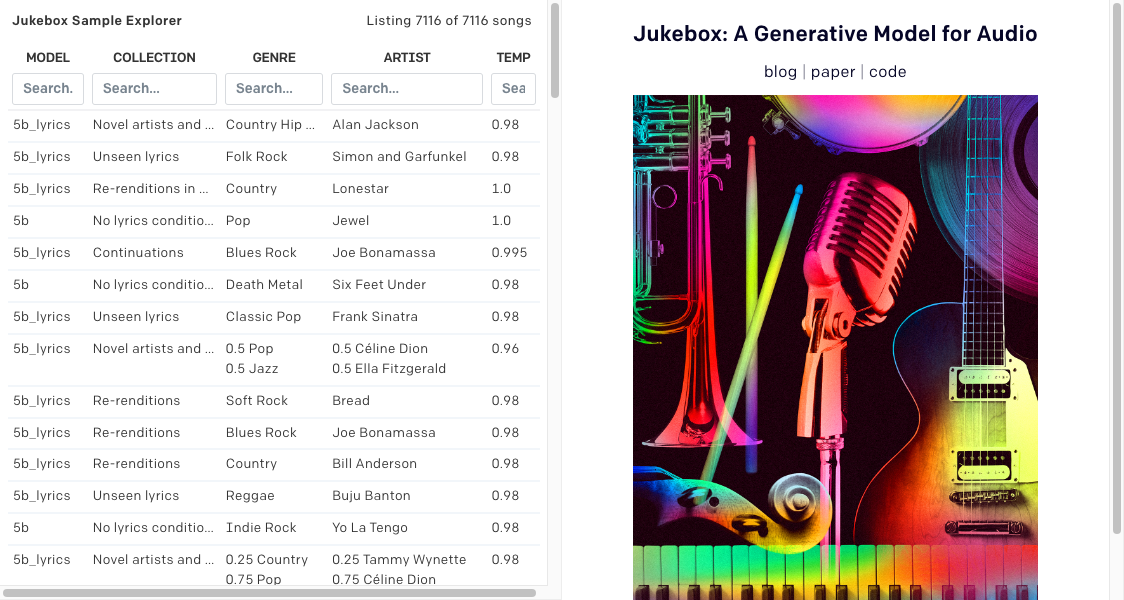 Jukebox Sample Explorer Listing 7116 of 7116 songs
MODEL COLLECTION GENRE ARTIST TEMP
Search. Search... Search... Search... Sea
5b_lyrics Novel artists and ... Country Hip ... Alan Jackson 0.98
5b_lyrics Unseen lyrics Folk Rock Simon and Garfunkel 0.98
5b_lyrics Re-renditions in ... Country Lonestar 1.0
5b No lyrics conditio... Pop Jewel 1.0
5b_lyrics Continuations Blues Rock Joe Bonamassa 0.995
5b No lyrics conditio... Death Metal Six Feet Under 0.98
5b_lyrics Unseen lyrics Classic Pop Frank Sinatra 0.98
5b_lyrics Novel artists and ... 0.5 Pop 0.5 Céline Dion 0.96
0.5 Jazz 0.5 Ella Fitzgerald
5b_lyrics Re-renditions Soft Rock Bread 0.98
5b_lyrics Re-renditions Blues Rock Joe Bonamassa 0.98
5b_lyrics Re-renditions Country Bill Anderson 0.98
5b_lyrics Unseen lyrics Reggae Buju Banton 0.98
5b No lyrics conditio... Indie Rock Yo La Tengo 0.98
5b_lyrics Novel artists and ... 0.25 Country 0.25 Tammy Wynette 0.98
0.75 Pop 0.75 Céline Dion
Jukebox: A Generative Model for Audio
blog | paper | code